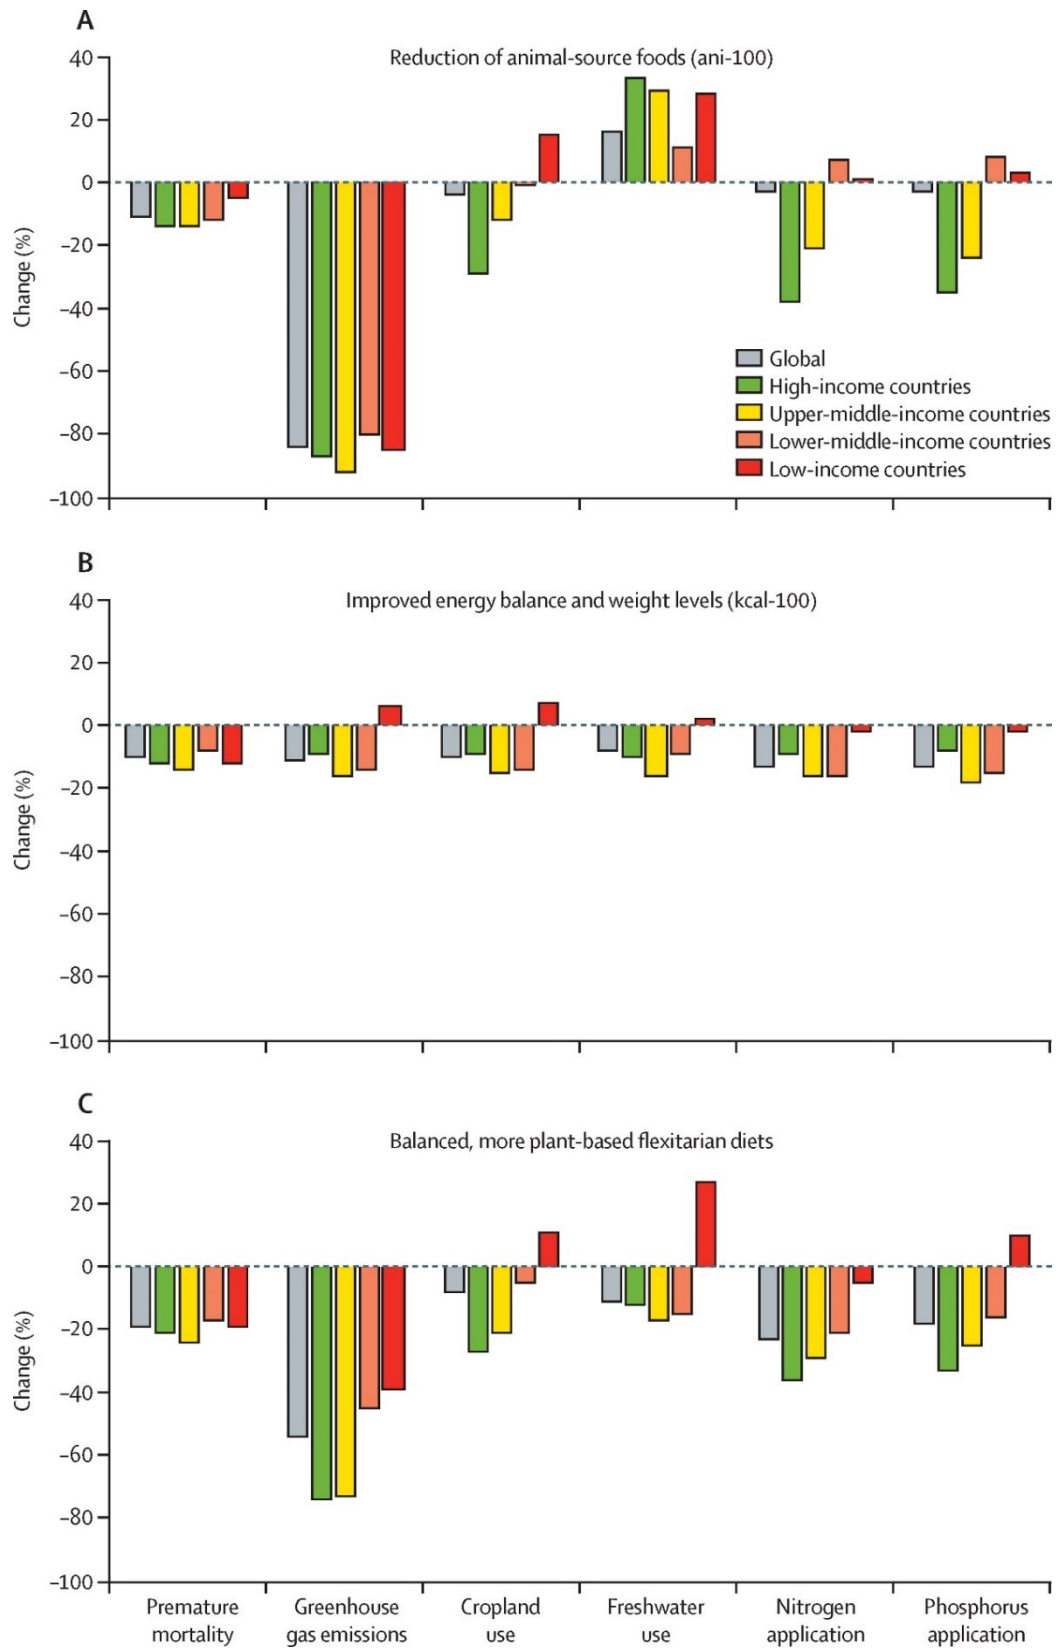 A
Reduction of animal-source foods (ani-100)
40
20
0
–20
–40
–60
–80
–100
Change (%)
Global
High-income countries
Upper-middle-income countries
Lower-middle-income countries
Low-income countries
B
Improved energy balance and weight levels (kcal-100)
40
20
0
–20
–40
–60
–80
–100
Change (%)
C
Balanced, more plant-based flexitarian diets
40
20
0
–20
–40
–60
–80
–100
Change (%)
Premature
mortality
Greenhouse
gas emissions
Cropland
use
Freshwater
use
Nitrogen
application
Phosphorus
application